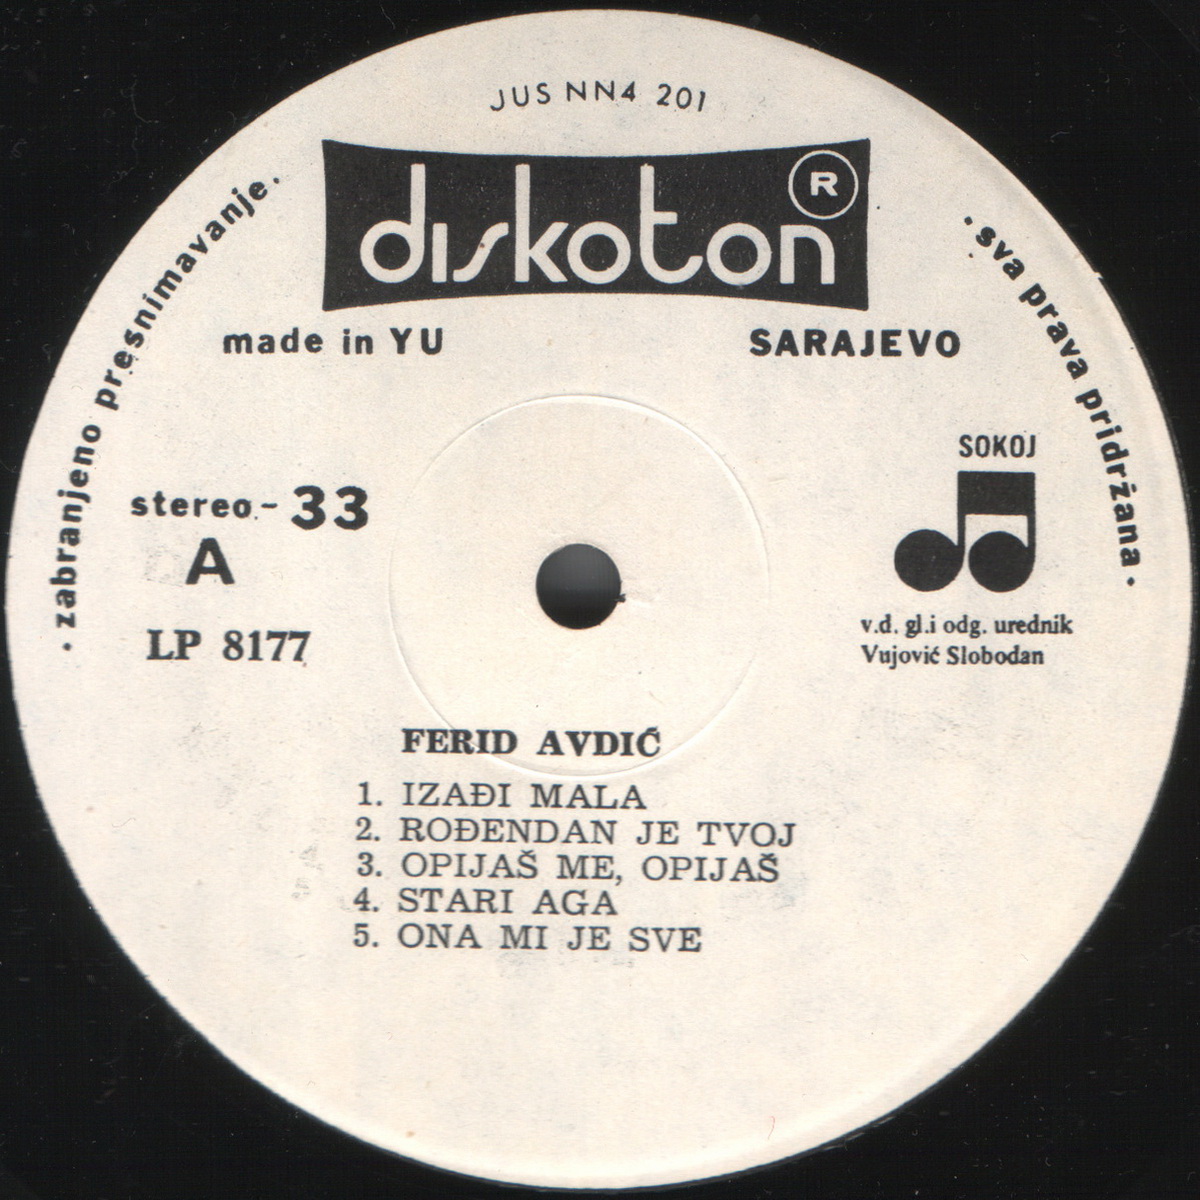 JUS NN4 201
diskoton ®
made in YU
SARAJEVO
· zabranjeno presnimavanje ·
· sva prava pridržana ·
stereo - 33
A
LP 8177
SOKOJ
v.d. gl.i odg. urednik
Vujović Slobodan
FERID AVDIĆ
1. IZAĐI MALA
2. ROĐENDAN JE TVOJ
3. OPIJAŠ ME, OPIJAŠ
4. STARI AGA
5. ONA MI JE SVE